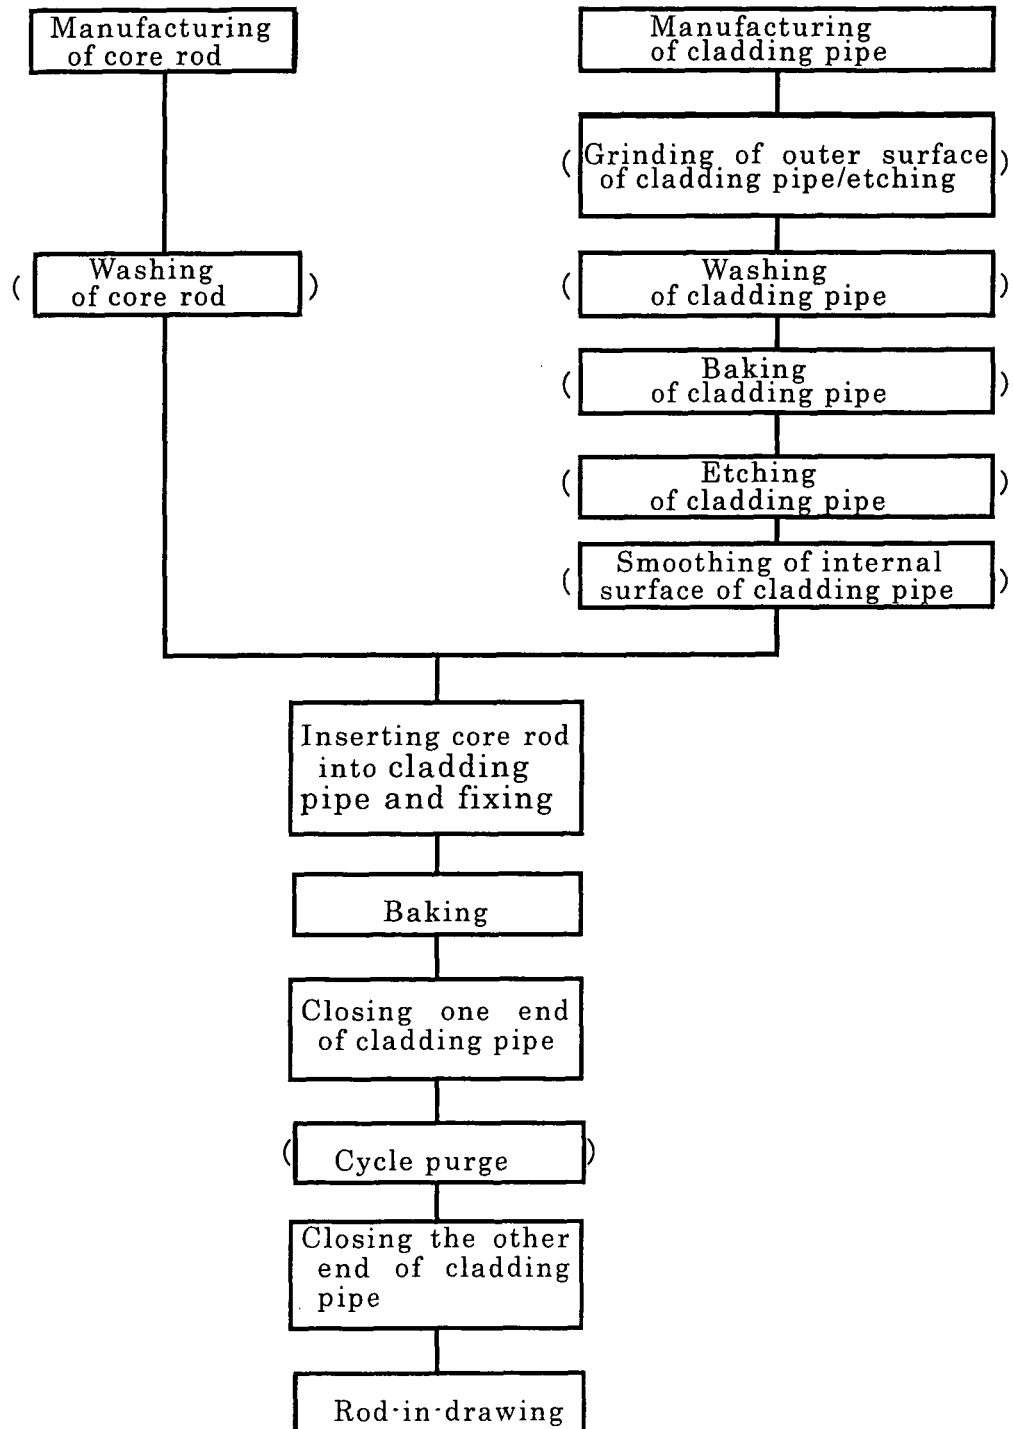 Manufacturing
of core rod
Manufacturing
of cladding pipe
( Grinding of outer surface )
of cladding pipe/etching
( Washing )
of core rod
( Washing )
of cladding pipe
( Baking )
of cladding pipe
( Etching )
of cladding pipe
( Smoothing of internal )
surface of cladding pipe
Inserting core rod
into cladding
pipe and fixing
Baking
Closing one end
of cladding pipe
( Cycle purge )
Closing the other
end of cladding
pipe
Rod-in-drawing